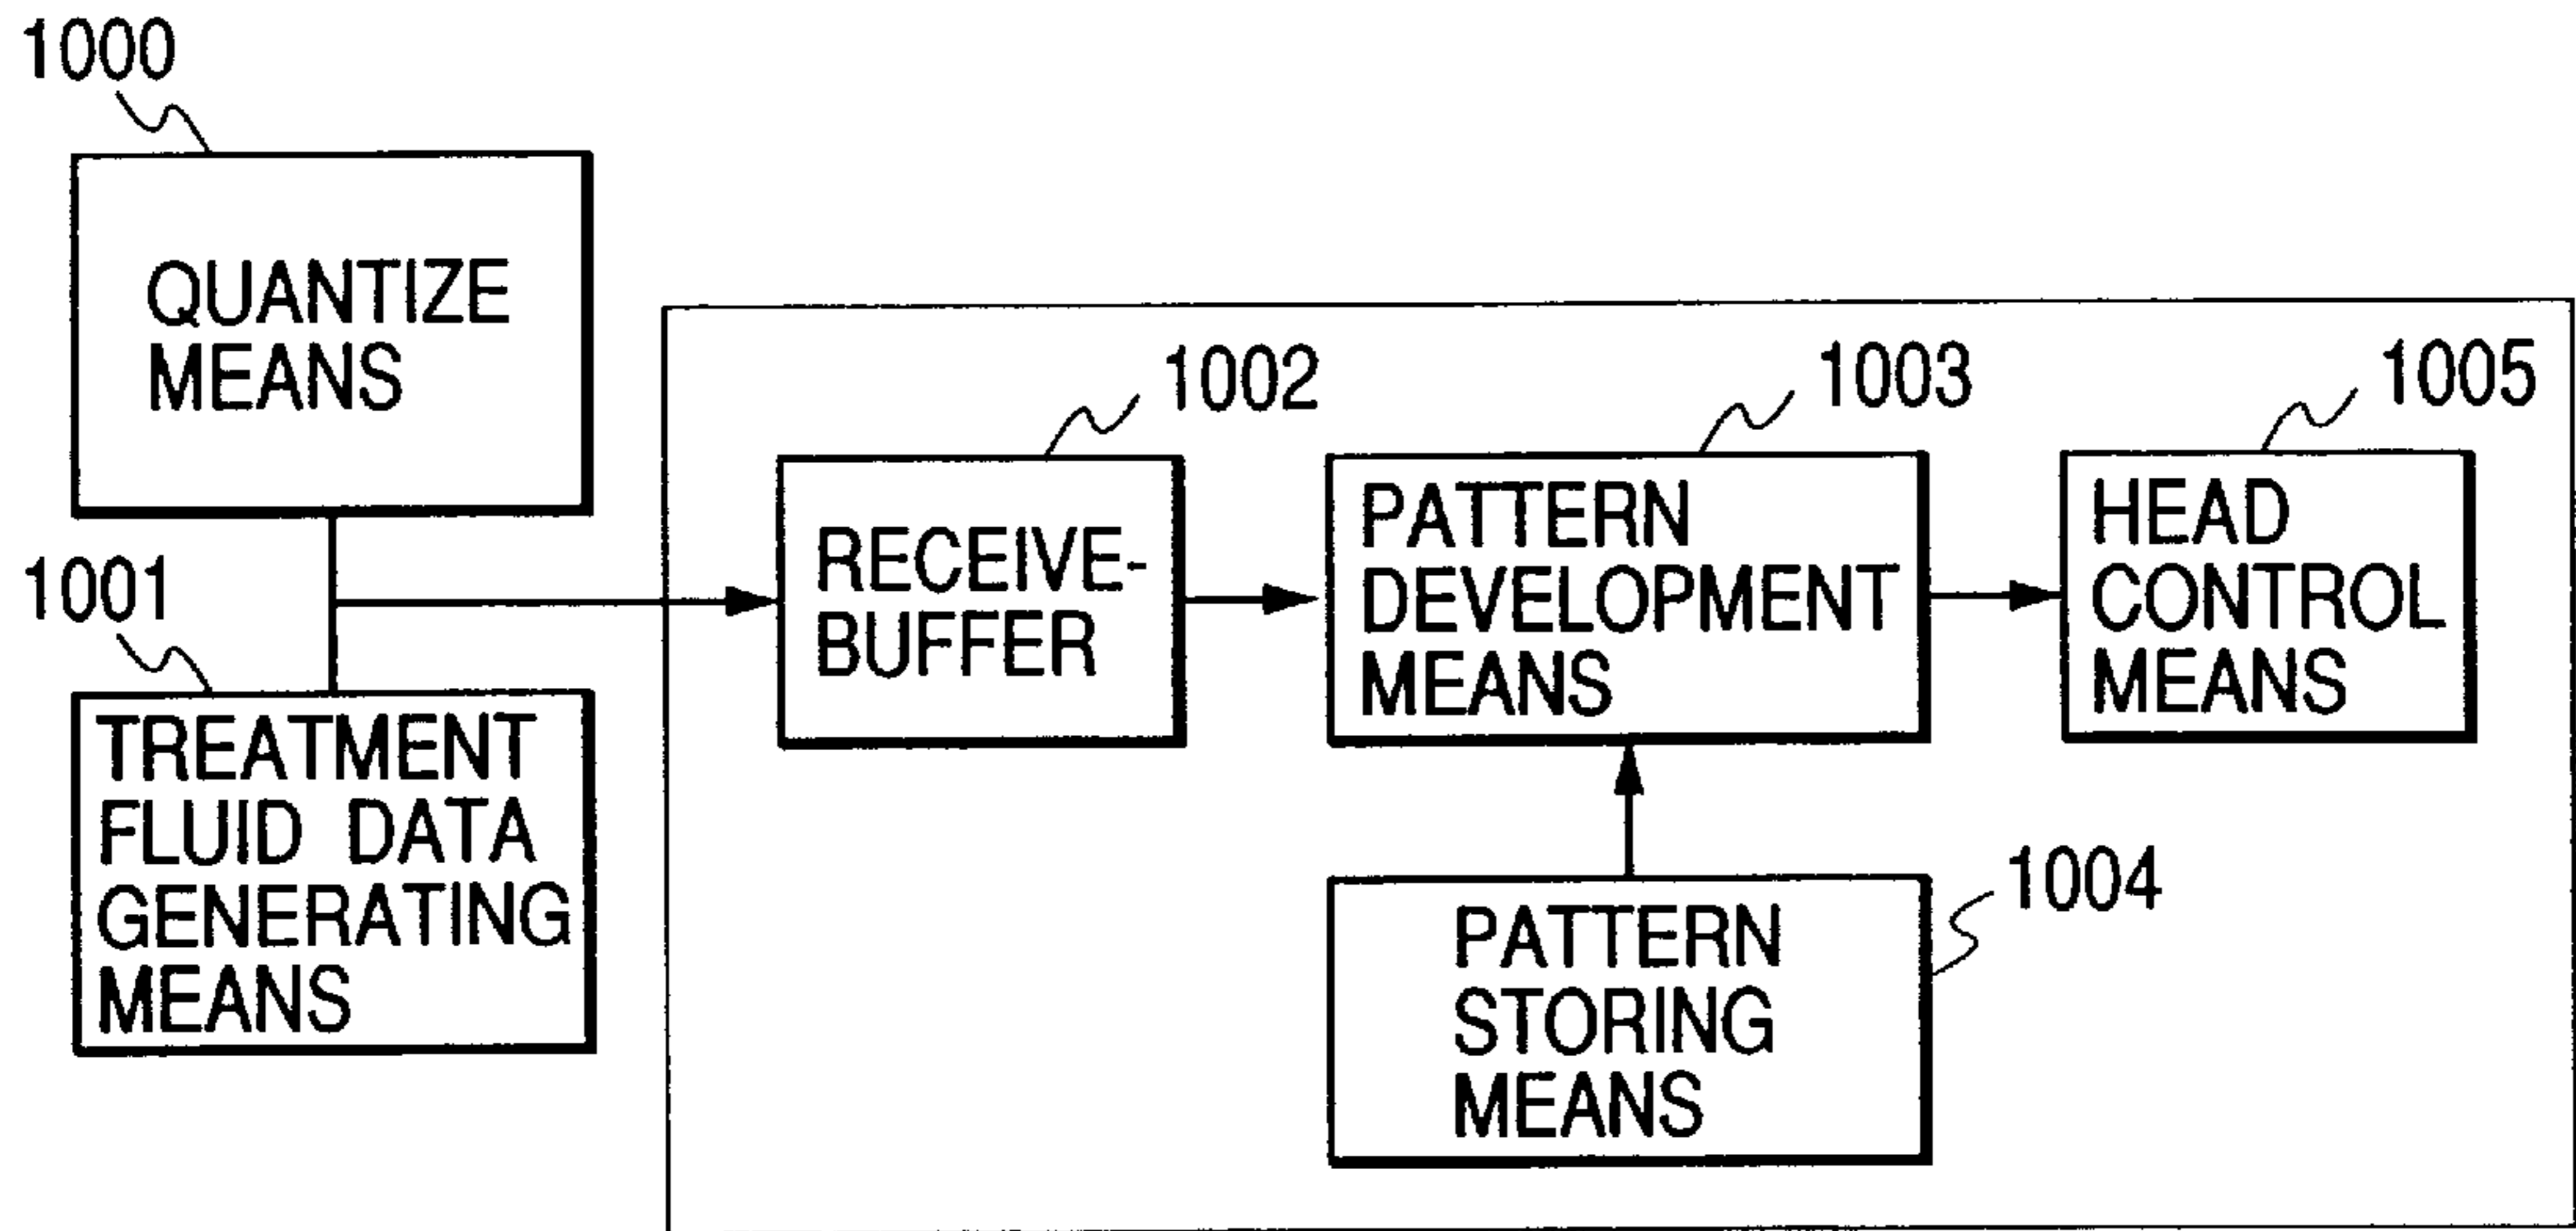 1000
QUANTIZE
MEANS
1001
TREATMENT
FLUID DATA
GENERATING
MEANS
1002
RECEIVE-
BUFFER
1003
PATTERN
DEVELOPMENT
MEANS
1005
HEAD
CONTROL
MEANS
1004
PATTERN
STORING
MEANS